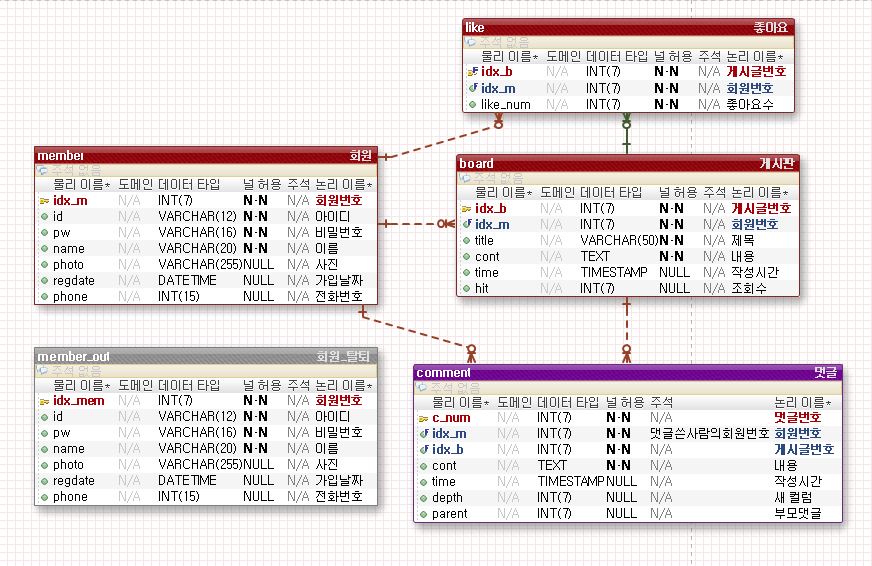 like 좋아요
주석 없음
물리 이름* 도메인 데이터 타입 널 허용 주석 논리 이름*
idx_b N/A INT(7) N·N N/A 게시글번호
idx_m N/A INT(7) N·N N/A 회원번호
like_num N/A INT(7) N·N N/A 좋아요수
member 회원
주석 없음
물리 이름* 도메인 데이터 타입 널 허용 주석 논리 이름*
idx_m N/A INT(7) N·N N/A 회원번호
id N/A VARCHAR(12) N·N N/A 아이디
pw N/A VARCHAR(16) N·N N/A 비밀번호
name N/A VARCHAR(20) N·N N/A 이름
photo N/A VARCHAR(255) NULL N/A 사진
regdate N/A DATETIME NULL N/A 가입날짜
phone N/A INT(15) NULL N/A 전화번호
board 게시판
주석 없음
물리 이름* 도메인 데이터 타입 널 허용 주석 논리 이름*
idx_b N/A INT(7) N·N N/A 게시글번호
idx_m N/A INT(7) N·N N/A 회원번호
title N/A VARCHAR(50) N·N N/A 제목
cont N/A TEXT N·N N/A 내용
time N/A TIMESTAMP NULL N/A 작성시간
hit N/A INT(7) NULL N/A 조회수
member_out 회원_탈퇴
주석 없음
물리 이름* 도메인 데이터 타입 널 허용 주석 논리 이름*
idx_mem N/A INT(7) N·N N/A 회원번호
id N/A VARCHAR(12) N·N N/A 아이디
pw N/A VARCHAR(16) N·N N/A 비밀번호
name N/A VARCHAR(20) N·N N/A 이름
photo N/A VARCHAR(255) NULL N/A 사진
regdate N/A DATETIME NULL N/A 가입날짜
phone N/A INT(15) NULL N/A 전화번호
comment 댓글
주석 없음
물리 이름* 도메인 데이터 타입 널 허용 주석 논리 이름*
c_num N/A INT(7) N·N N/A 댓글번호
idx_m N/A INT(7) N·N 댓글쓴사람의회원번호 회원번호
idx_b N/A INT(7) N·N N/A 게시글번호
cont N/A TEXT N·N N/A 내용
time N/A TIMESTAMP NULL N/A 작성시간
depth N/A INT(7) NULL N/A 새 컬럼
parent N/A INT(7) NULL N/A 부모댓글